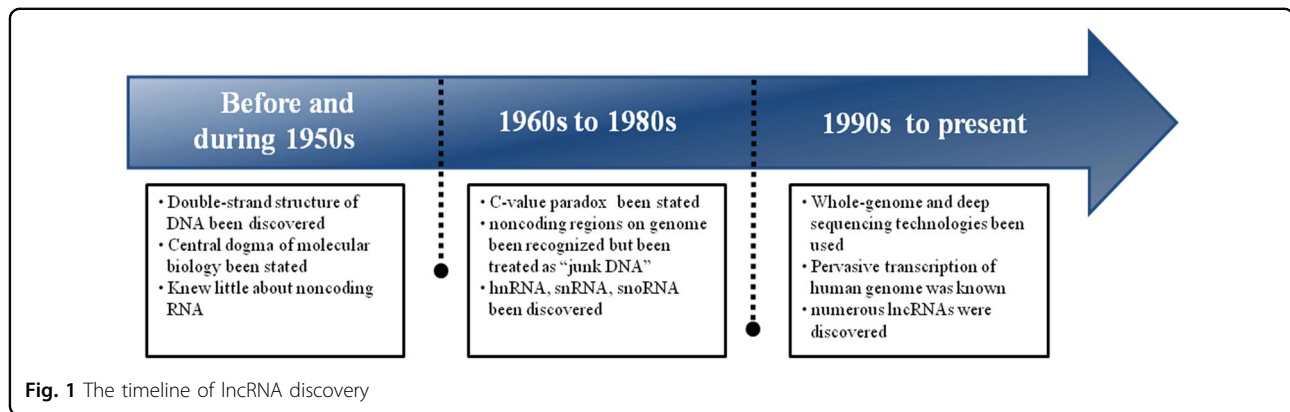 Before and
during 1950s
1960s to 1980s
1990s to present
• Double-strand structure of
DNA been discovered
• Central dogma of molecular
biology been stated
• Knew little about noncoding
RNA
• C-value paradox been stated
• noncoding regions on genome
been recognized but been
treated as “junk DNA”
• hnRNA, snRNA, snoRNA
been discovered
• Whole-genome and deep
sequencing technologies been
used
• Pervasive transcription of
human genome was known
• numerous lncRNAs were
discovered
Fig. 1 The timeline of lncRNA discovery